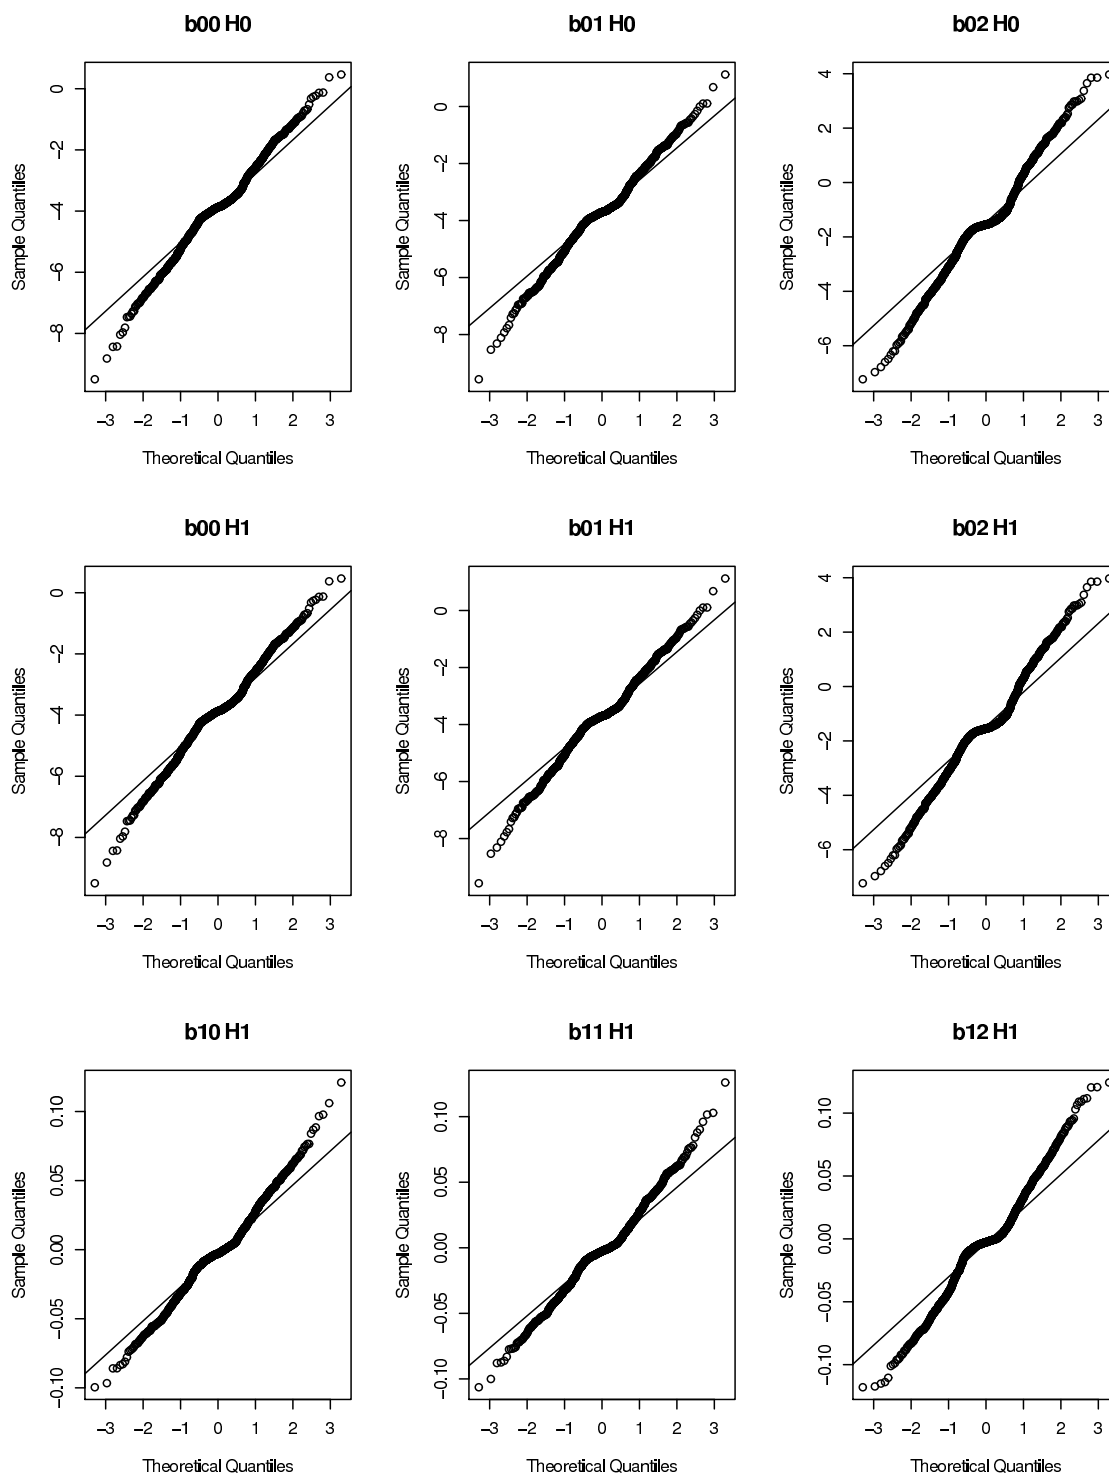 b00 H0
b01 H0
b02 H0
Sample Quantiles
0
−2
−4
−6
−8
−3 −2 −1 0 1 2 3
Theoretical Quantiles
Sample Quantiles
0
−2
−4
−6
−8
−3 −2 −1 0 1 2 3
Theoretical Quantiles
Sample Quantiles
4
2
0
−2
−4
−6
−3 −2 −1 0 1 2 3
Theoretical Quantiles
b00 H1
b01 H1
b02 H1
Sample Quantiles
0
−2
−4
−6
−8
−3 −2 −1 0 1 2 3
Theoretical Quantiles
Sample Quantiles
0
−2
−4
−6
−8
−3 −2 −1 0 1 2 3
Theoretical Quantiles
Sample Quantiles
4
2
0
−2
−4
−6
−3 −2 −1 0 1 2 3
Theoretical Quantiles
b10 H1
b11 H1
b12 H1
Sample Quantiles
0.10
0.05
0.00
−0.05
−0.10
−3 −2 −1 0 1 2 3
Theoretical Quantiles
Sample Quantiles
0.10
0.05
0.00
−0.05
−0.10
−3 −2 −1 0 1 2 3
Theoretical Quantiles
Sample Quantiles
0.10
0.05
0.00
−0.05
−0.10
−3 −2 −1 0 1 2 3
Theoretical Quantiles